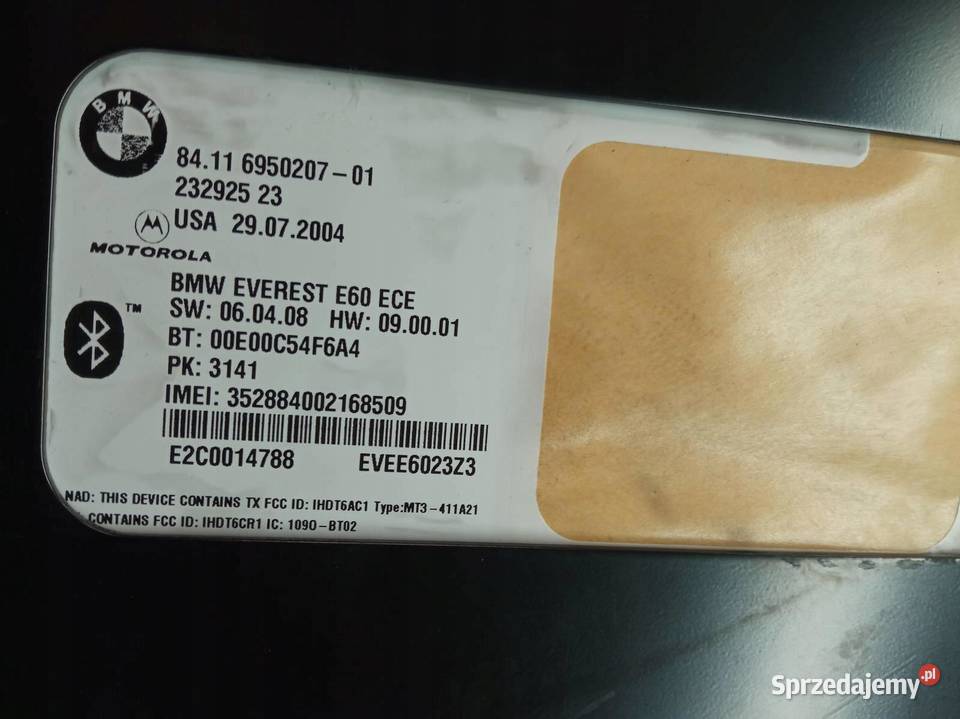 BMW
84.11 6950207-01
232925 23
USA 29.07.2004
MOTOROLA
BMW EVEREST E60 ECE
SW: 06.04.08 HW: 09.00.01
BT: 00E00C54F6A4
PK: 3141
IMEI: 352884002168509
E2C0014788 EVEE6023Z3
NAD: THIS DEVICE CONTAINS TX FCC ID: IHDT6AC1 Type:MT3-411A21
CONTAINS FCC ID: IHDT6CR1 IC: 109O-BT02
TM
Sprzedajemy.pl